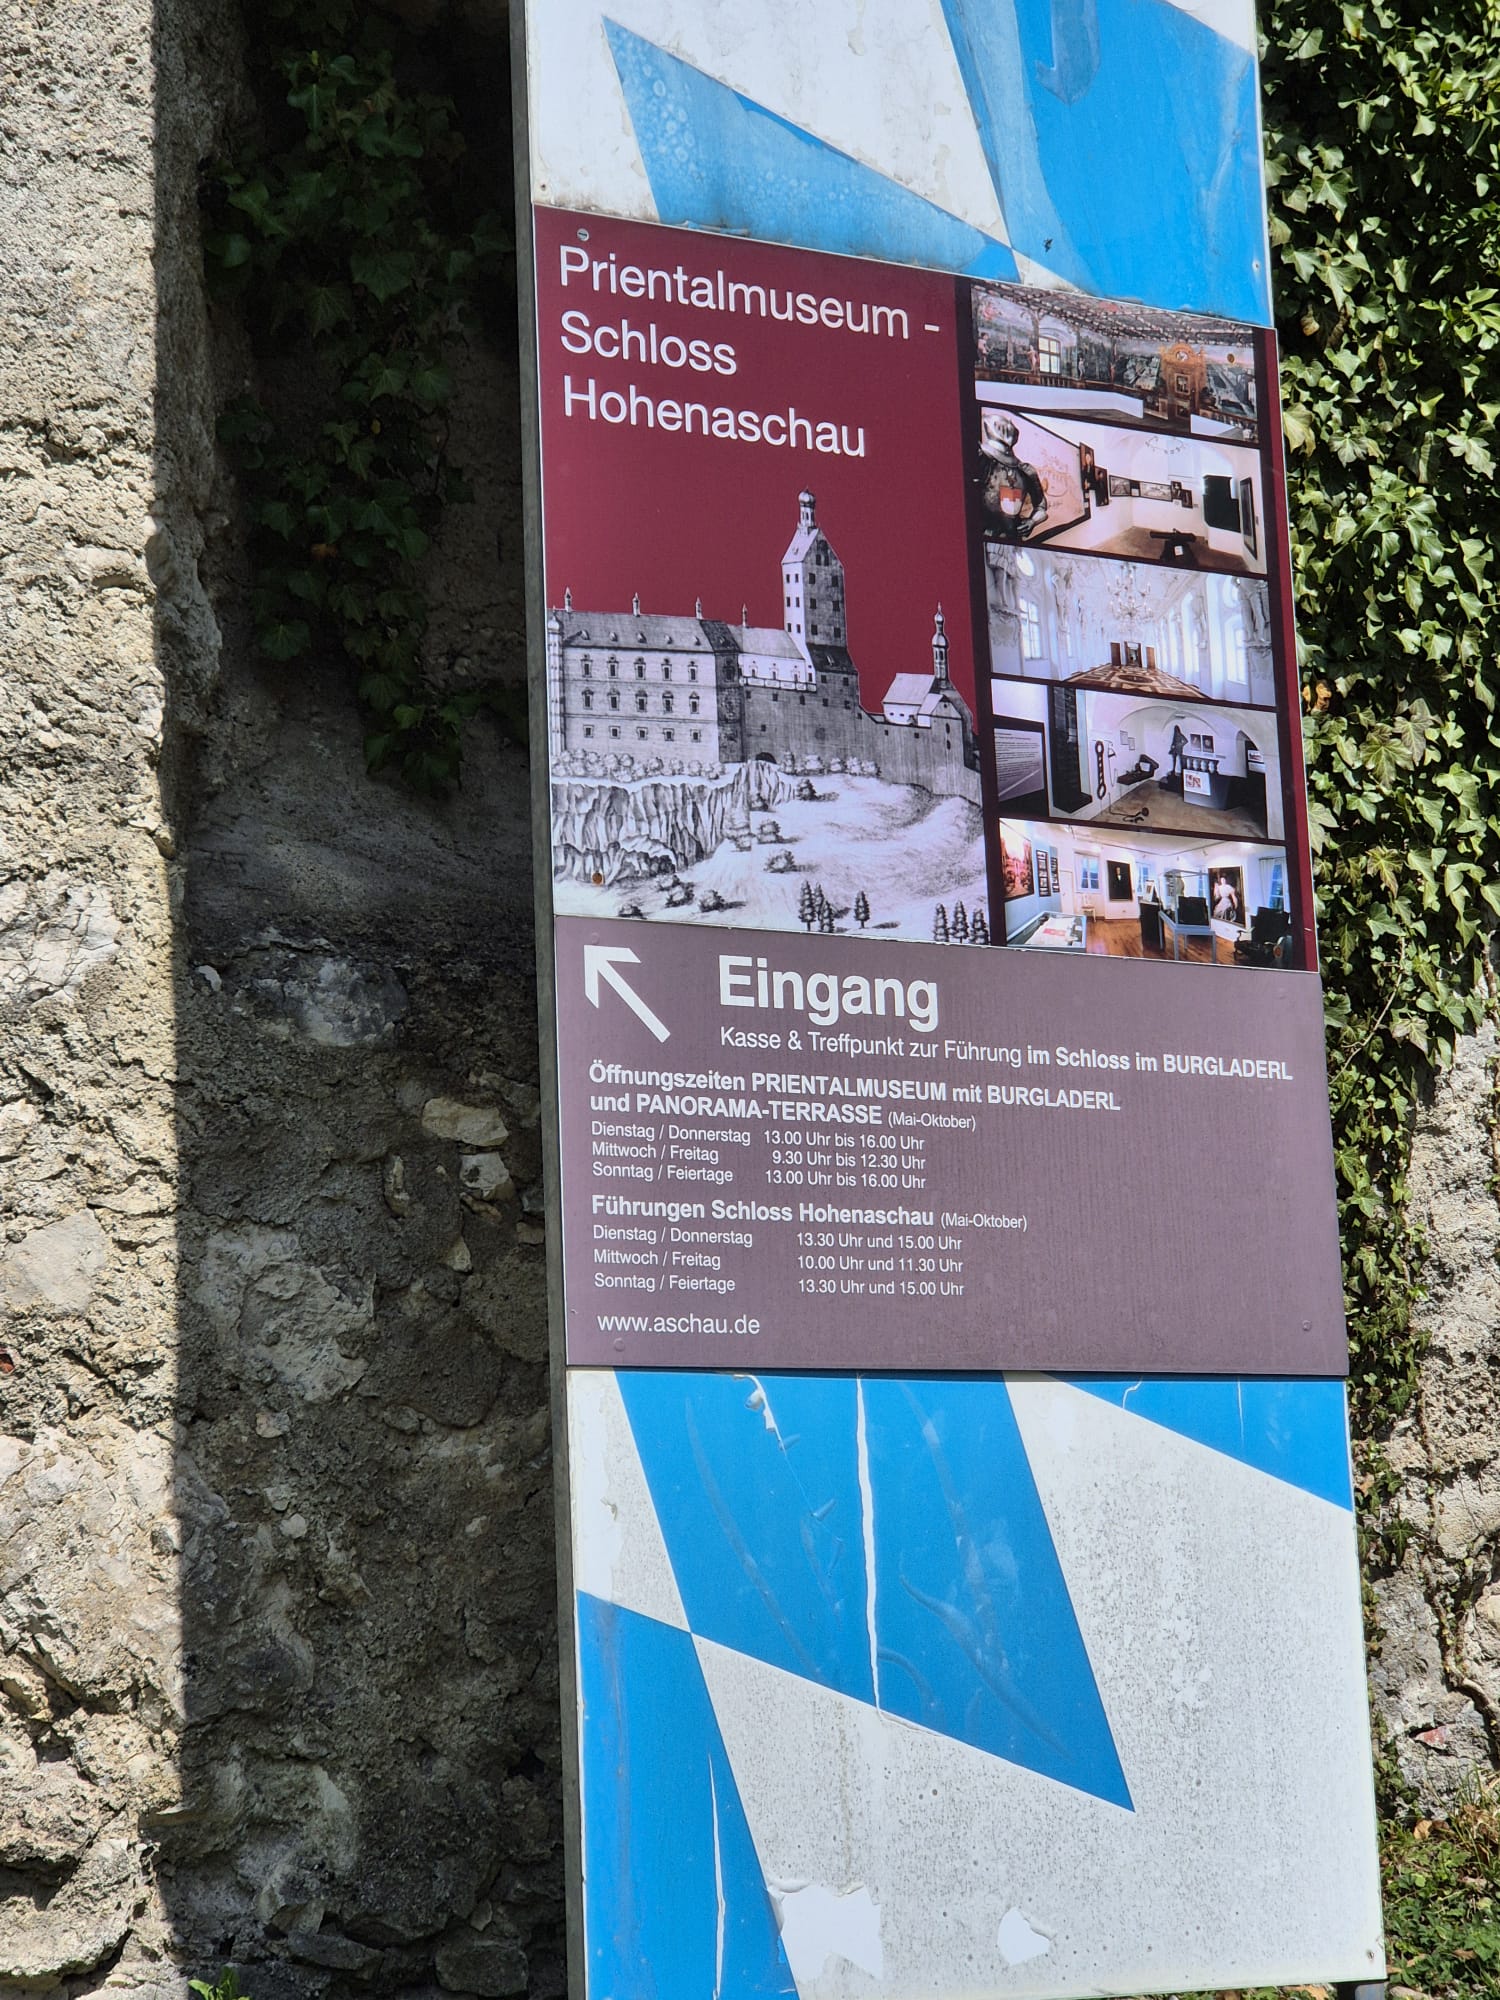 Prientalmuseum -
Schloss
Hohenaschau
Eingang
Kasse & Treffpunkt zur Führung im Schloss im BURGLADERL
Öffnungszeiten PRIENTALMUSEUM mit BURGLADERL
und PANORAMA-TERRASSE (Mai-Oktober)
Dienstag / Donnerstag 13.00 Uhr bis 16.00 Uhr
Mittwoch / Freitag 9.30 Uhr bis 12.30 Uhr
Sonntag / Feiertage 13.00 Uhr bis 16.00 Uhr
Führungen Schloss Hohenaschau (Mai-Oktober)
Dienstag / Donnerstag 13.30 Uhr und 15.00 Uhr
Mittwoch / Freitag 10.00 Uhr und 11.30 Uhr
Sonntag / Feiertage 13.30 Uhr und 15.00 Uhr
www.aschau.de